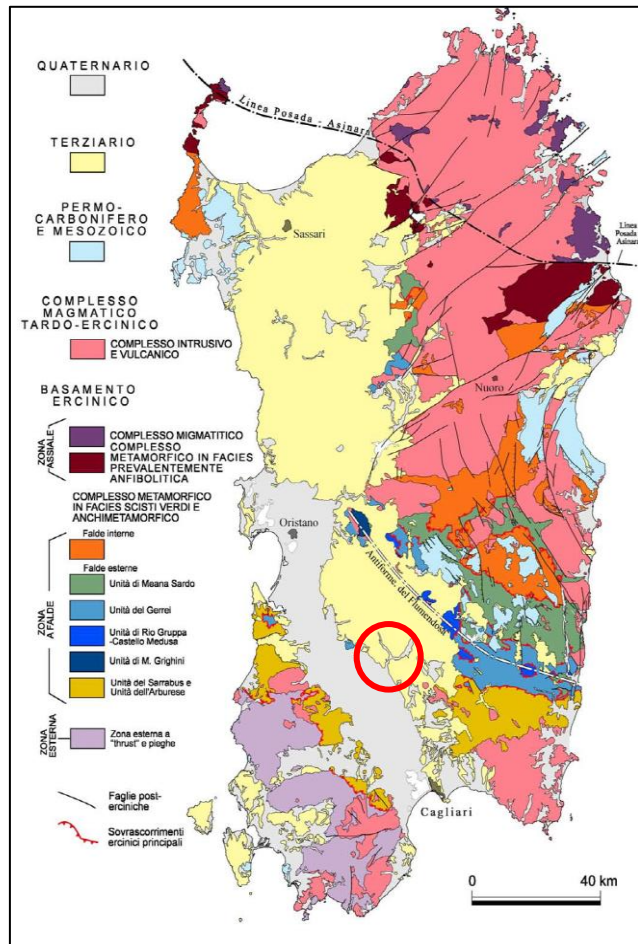 QUATERNARIO
TERZIARIO
PERMO-
CARBONIFERO
E MESOZOICO
COMPLESSO
MAGMATICO
TARDO-ERCINICO
COMPLESSO INTRUSIVO
E VULCANICO
BASAMENTO
ERCINICO
ZONA
ASSIALE
COMPLESSO MIGMATITICO
COMPLESSO
METAMORFICO IN FACIES
PREVALENTEMENTE
ANFIBOLITICA
COMPLESSO METAMORFICO
IN FACIES SCISTI VERDI E
ANCHIMETAMORFICO
ZONA
A FALDE
Falde interne
Falde esterne
Unità di Meana Sardo
Unità del Gerrei
Unità di Rio Gruppa
-Castello Medusa
Unità di M. Grighini
Unità del Sarrabus e
Unità dell'Arburese
ZONA
ESTERNA
Zona esterna a
"thrust" e pieghe
Faglie post-
erciniche
Sovrascorrimenti
ercinici principali
Linea Posada - Asinara
Sassari
Linea
Posada
Asinara
Nuoro
Oristano
Antiforme del Flumendosa
Cagliari
0 40 km